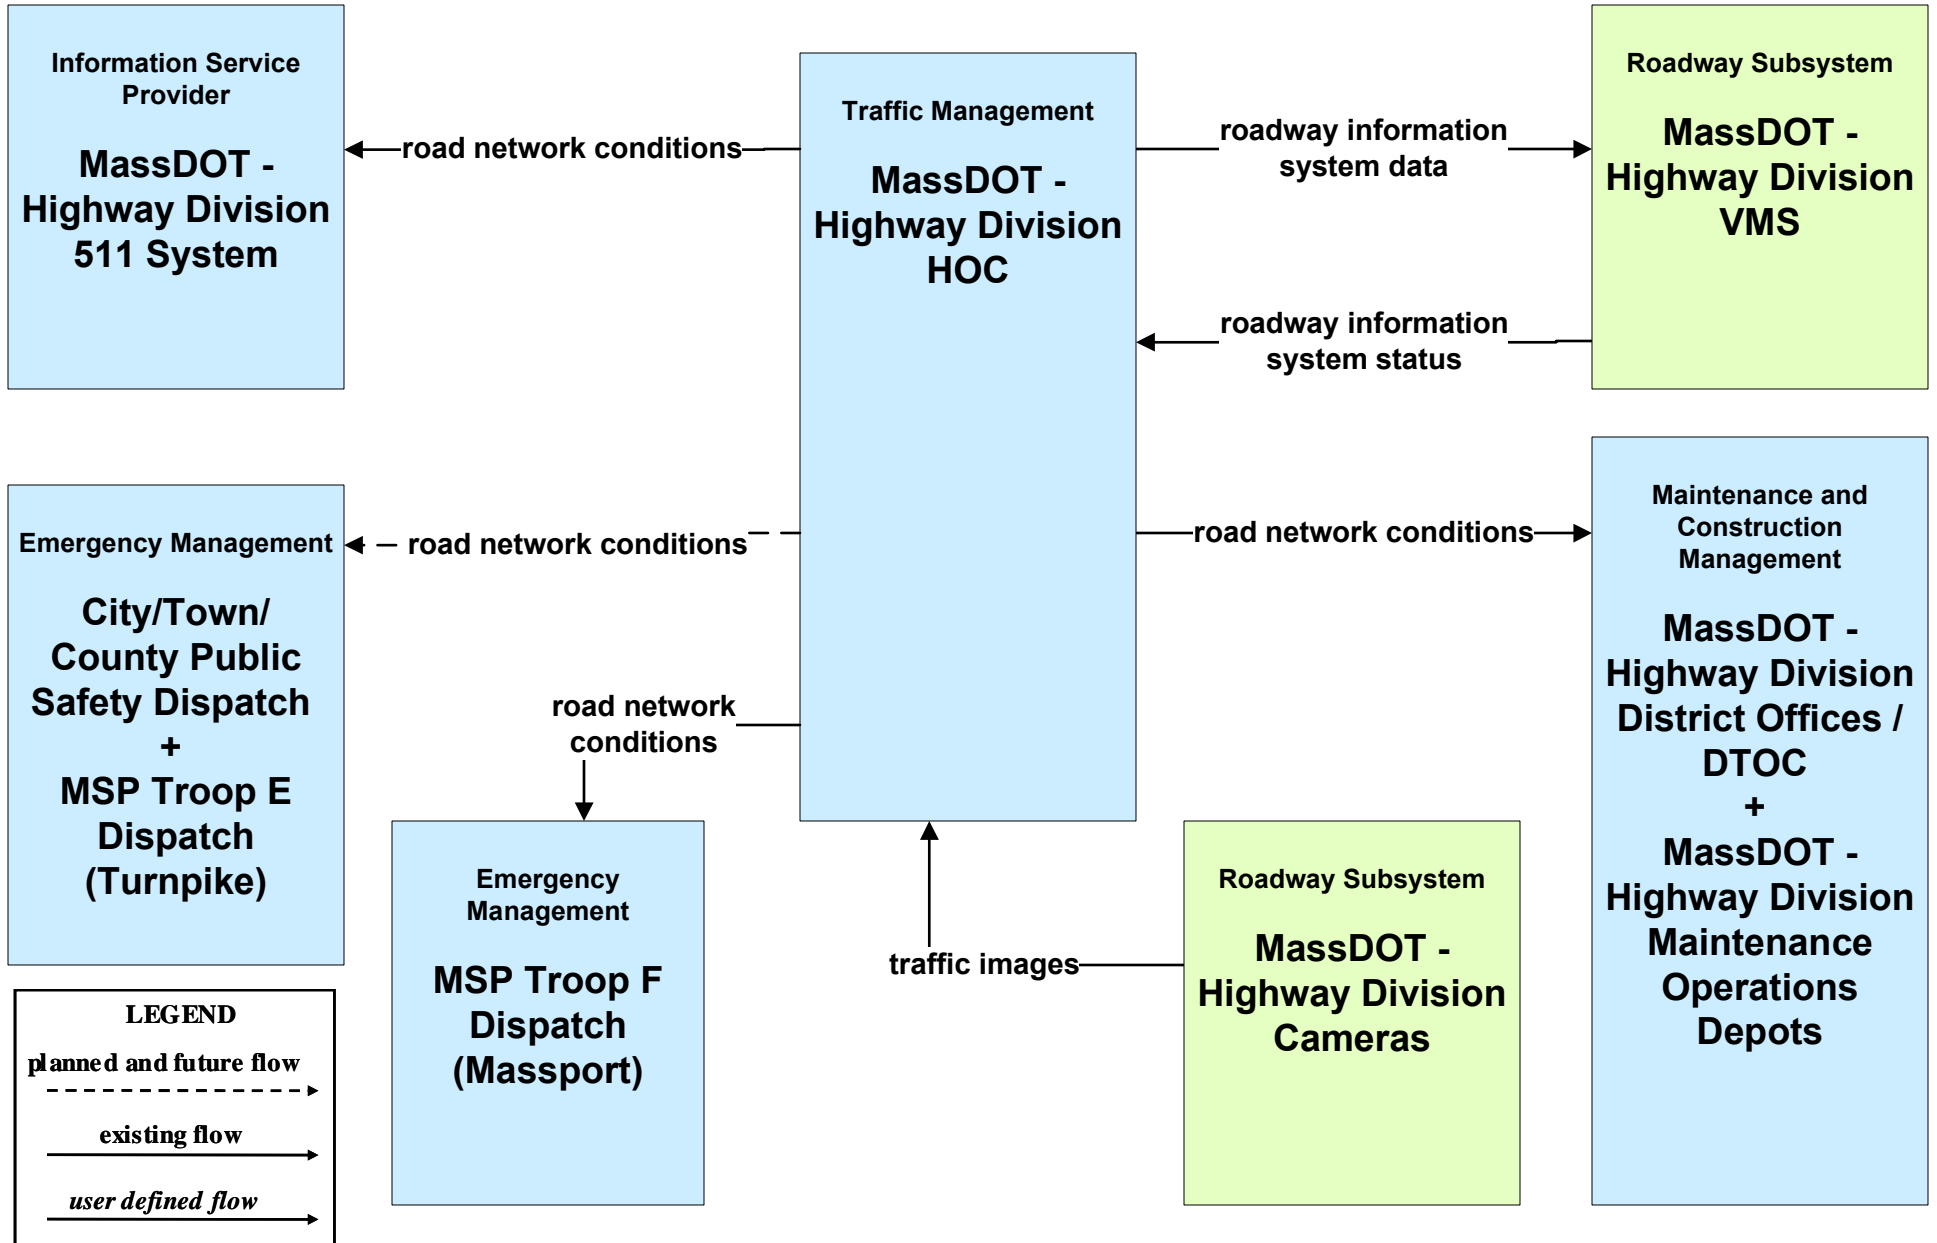 Information Service
Provider
MassDOT -
Highway Division
511 System
road network conditions
Traffic Management
MassDOT -
Highway Division
HOC
roadway information
system data
Roadway Subsystem
MassDOT -
Highway Division
VMS
roadway information
system status
Emergency Management
City/Town/
County Public
Safety Dispatch
+
MSP Troop E
Dispatch
(Turnpike)
road network conditions
road network conditions
Maintenance and
Construction
Management
MassDOT -
Highway Division
District Offices /
DTOC
+
MassDOT -
Highway Division
Maintenance
Operations
Depots
road network
conditions
Emergency
Management
MSP Troop F
Dispatch
(Massport)
traffic images
Roadway Subsystem
MassDOT -
Highway Division
Cameras
LEGEND
planned and future flow
existing flow
user defined flow